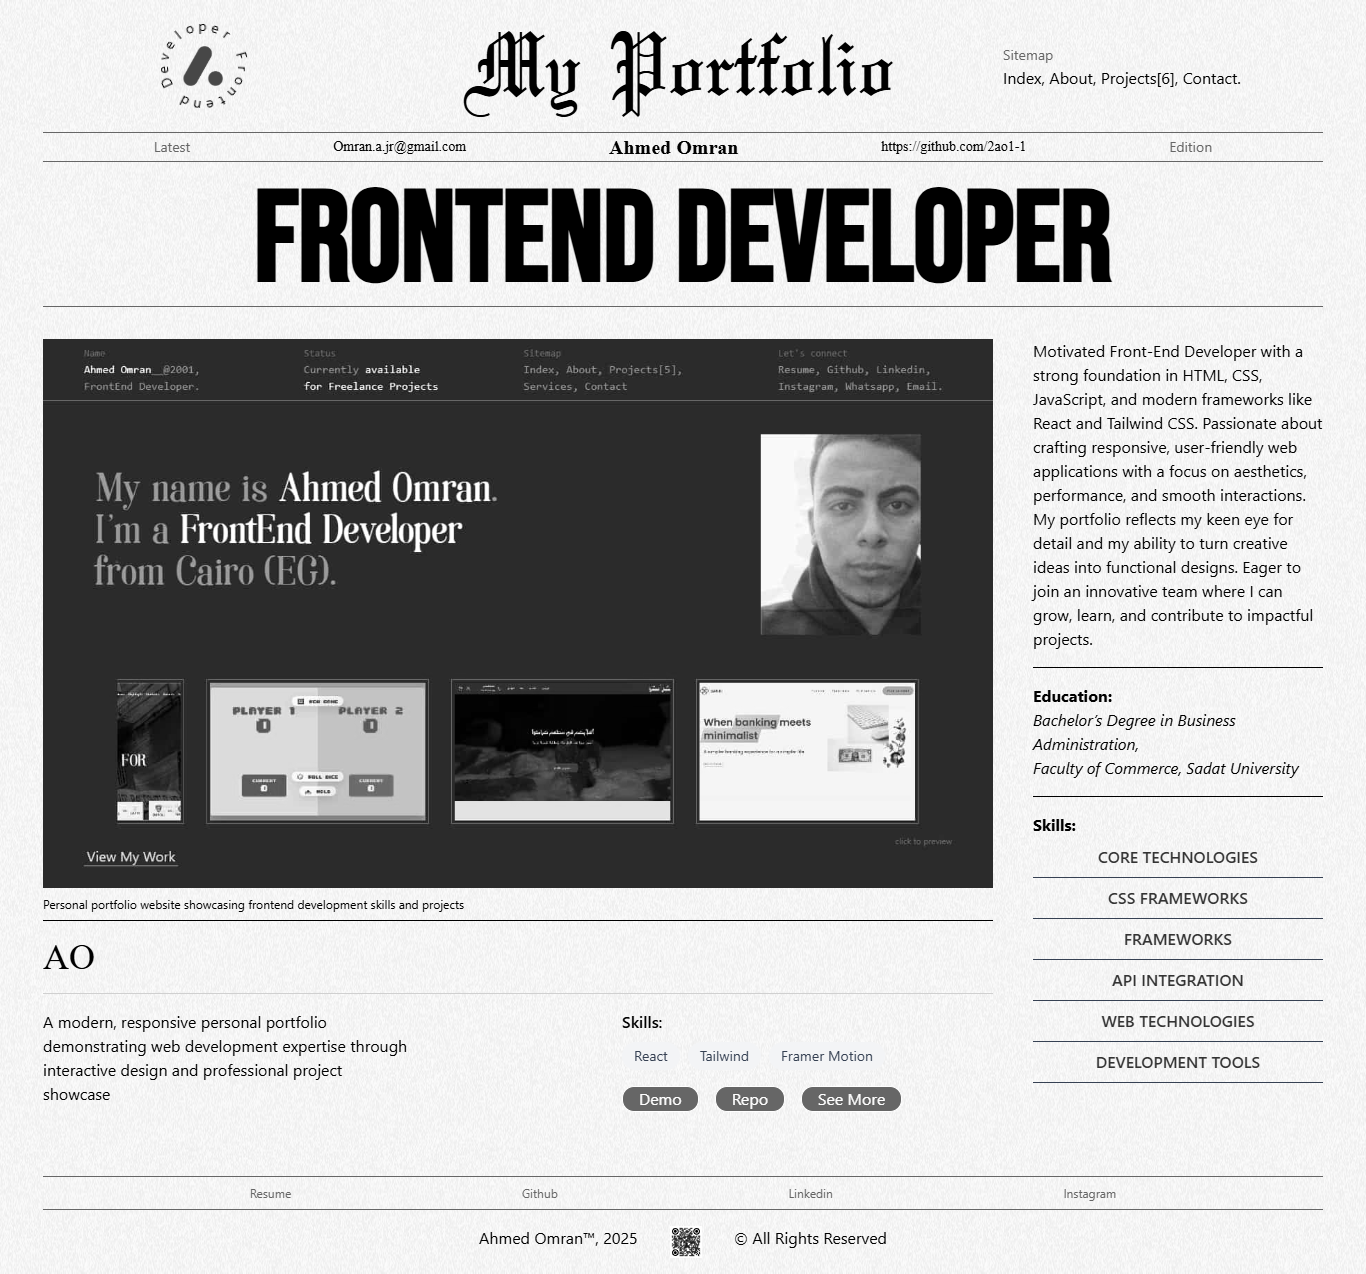 Developer Frontend
My Portfolio
Sitemap
Index, About, Projects[6], Contact.
Latest
Omran.a.jr@gmail.com
Ahmed Omran
https://github.com/2ao1-1
Edition
FRONTEND DEVELOPER
Name
Ahmed Omran__@2001,
FrontEnd Developer.
Status
Currently available
for Freelance Projects
Sitemap
Index, About, Projects[5],
Services, Contact
Let's connect
Resume, Github, Linkedin,
Instagram, Whatsapp, Email.
My name is Ahmed Omran.
I'm a FrontEnd Developer
from Cairo (EG).
FOR
PLAYER 1
0
PLAYER 2
0
NEW GAME
CURRENT
0
ROLL DICE
HOLD
CURRENT
0
When banking meets
minimalist
A simpler banking experience for a simpler life.
click to preview
View My Work
Personal portfolio website showcasing frontend development skills and projects
AO
A modern, responsive personal portfolio
demonstrating web development expertise through
interactive design and professional project
showcase
Skills:
React
Tailwind
Framer Motion
Demo
Repo
See More
Motivated Front-End Developer with a
strong foundation in HTML, CSS,
JavaScript, and modern frameworks like
React and Tailwind CSS. Passionate about
crafting responsive, user-friendly web
applications with a focus on aesthetics,
performance, and smooth interactions.
My portfolio reflects my keen eye for
detail and my ability to turn creative
ideas into functional designs. Eager to
join an innovative team where I can
grow, learn, and contribute to impactful
projects.
Education:
Bachelor's Degree in Business
Administration,
Faculty of Commerce, Sadat University
Skills:
CORE TECHNOLOGIES
CSS FRAMEWORKS
FRAMEWORKS
API INTEGRATION
WEB TECHNOLOGIES
DEVELOPMENT TOOLS
Resume
Github
Linkedin
Instagram
Ahmed Omran™, 2025
© All Rights Reserved